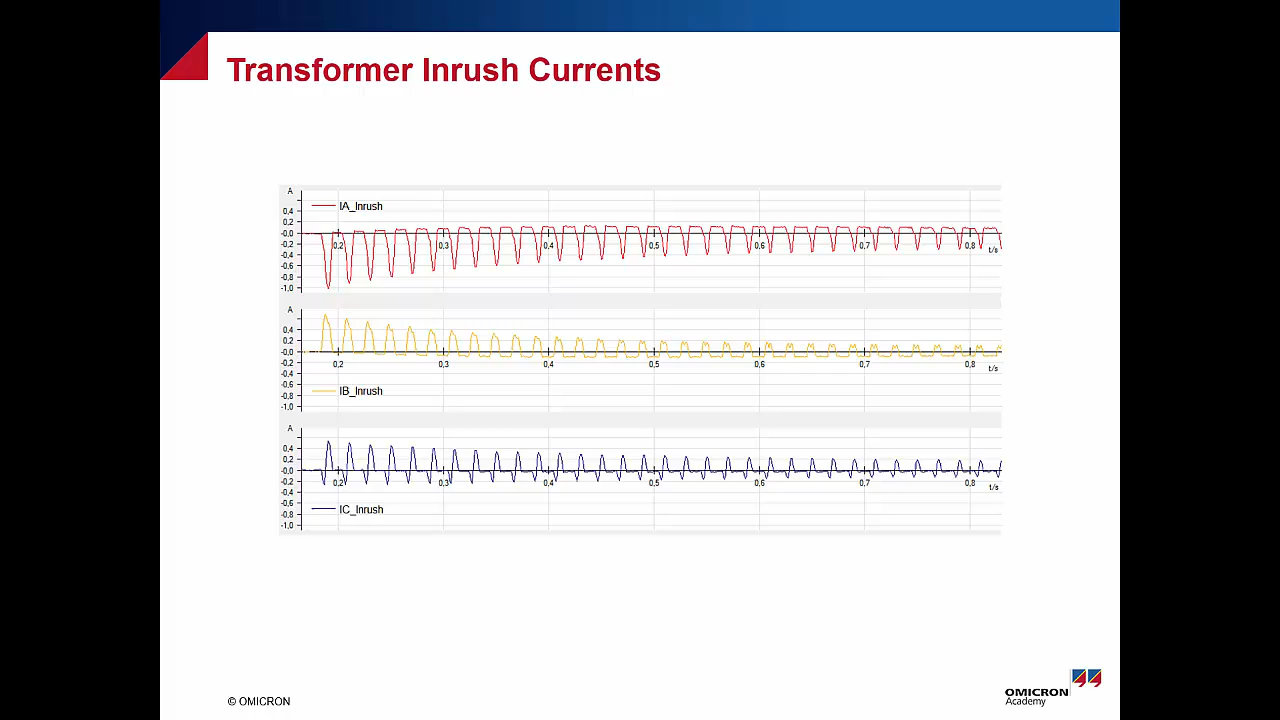 Transformer Inrush Currents
A
IA_Inrush
0,4
0,2
-0,0
-0,2
-0,4
-0,6
-0,8
-1,0
0,2 0,3 0,4 0,5 0,6 0,7 0,8 t/s
A
0,4
0,2
-0,0
-0,2
-0,4
-0,6
-0,8
-1,0
0,2 0,3 0,4 0,5 0,6 0,7 0,8 t/s
IB_Inrush
A
0,4
0,2
-0,0
-0,2
-0,4
-0,6
-0,8
-1,0
0,2 0,3 0,4 0,5 0,6 0,7 0,8 t/s
IC_Inrush
© OMICRON
OMICRON
Academy